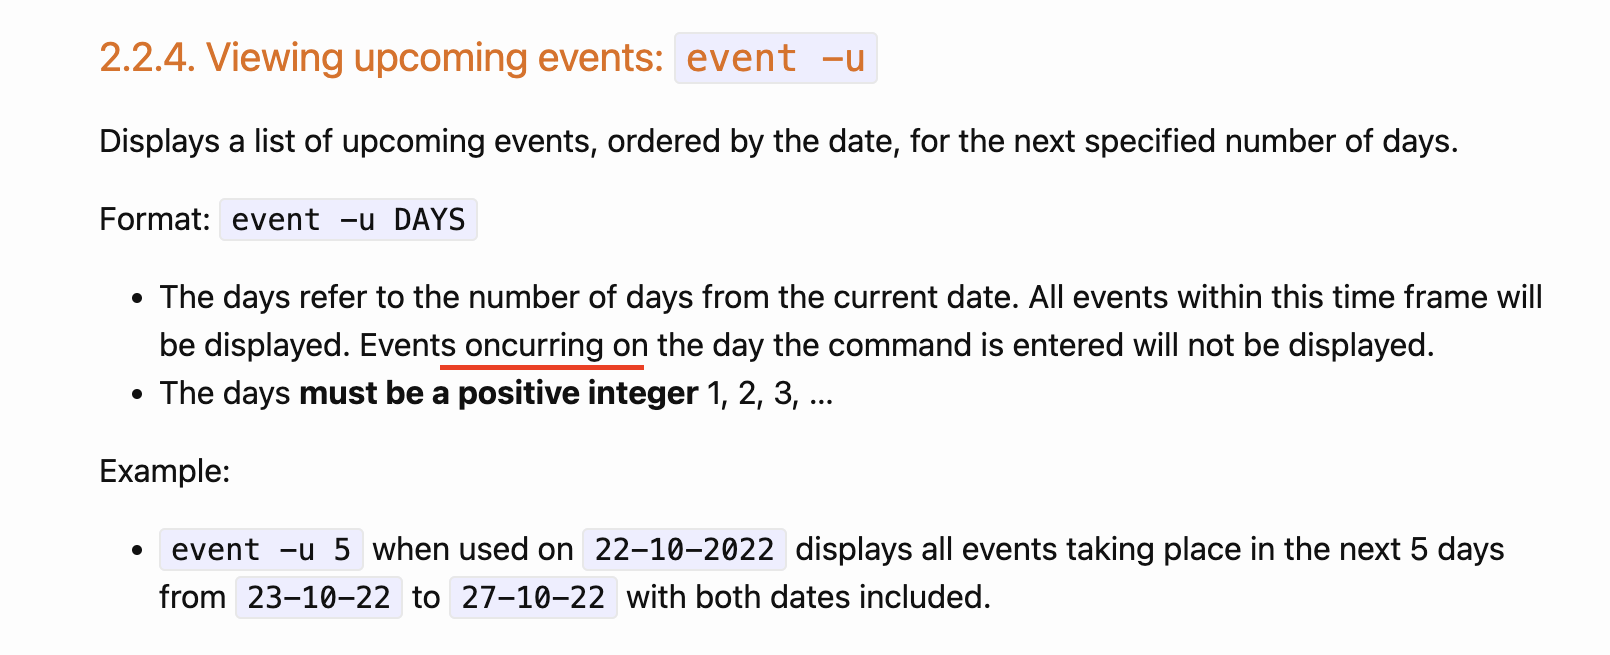 2.2.4. Viewing upcoming events: event -u
Displays a list of upcoming events, ordered by the date, for the next specified number of days.
Format: event -u DAYS
• The days refer to the number of days from the current date. All events within this time frame will
be displayed. Events oncurring on the day the command is entered will not be displayed.
• The days must be a positive integer 1, 2, 3, …
Example:
• event -u 5 when used on 22-10-2022 displays all events taking place in the next 5 days
from 23-10-22 to 27-10-22 with both dates included.